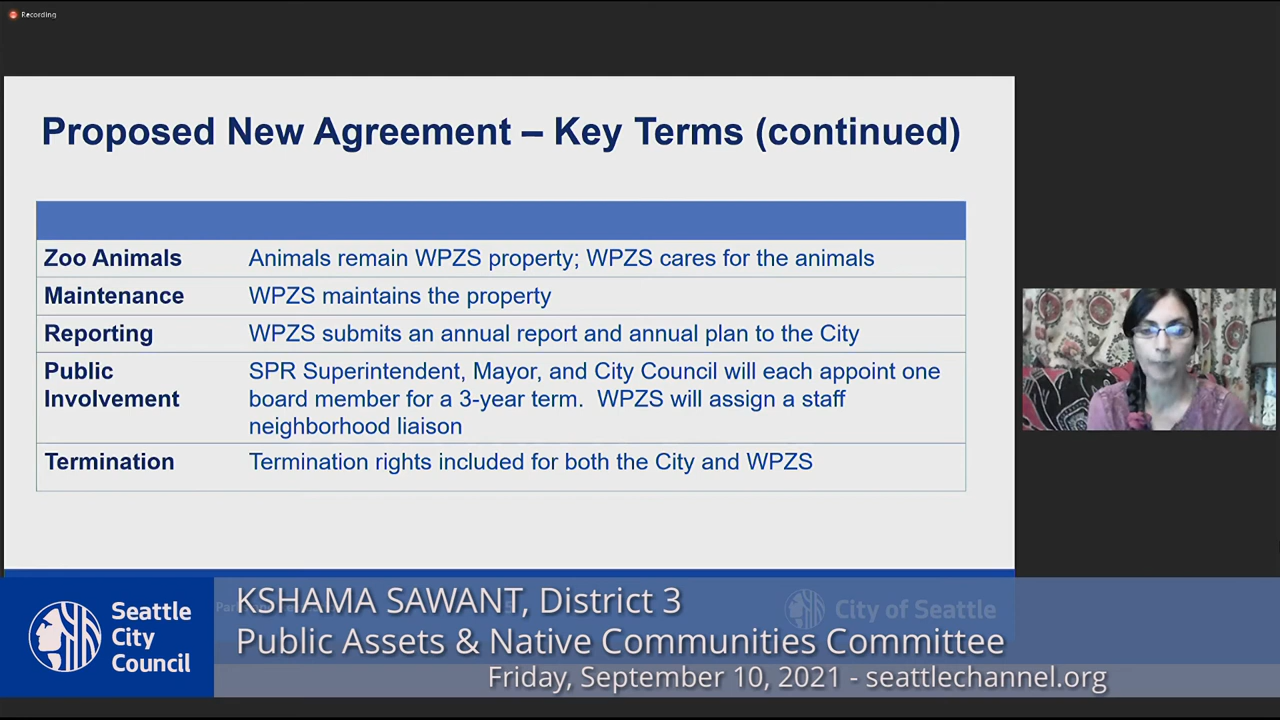 Recording
Proposed New Agreement – Key Terms (continued)
Zoo Animals Animals remain WPZS property; WPZS cares for the animals
Maintenance WPZS maintains the property
Reporting WPZS submits an annual report and annual plan to the City
Public Involvement SPR Superintendent, Mayor, and City Council will each appoint one
board member for a 3-year term. WPZS will assign a staff
neighborhood liaison
Termination Termination rights included for both the City and WPZS
City of Seattle
Seattle
City
Council
KSHAMA SAWANT, District 3
Public Assets & Native Communities Committee
Friday, September 10, 2021 - seattlechannel.org